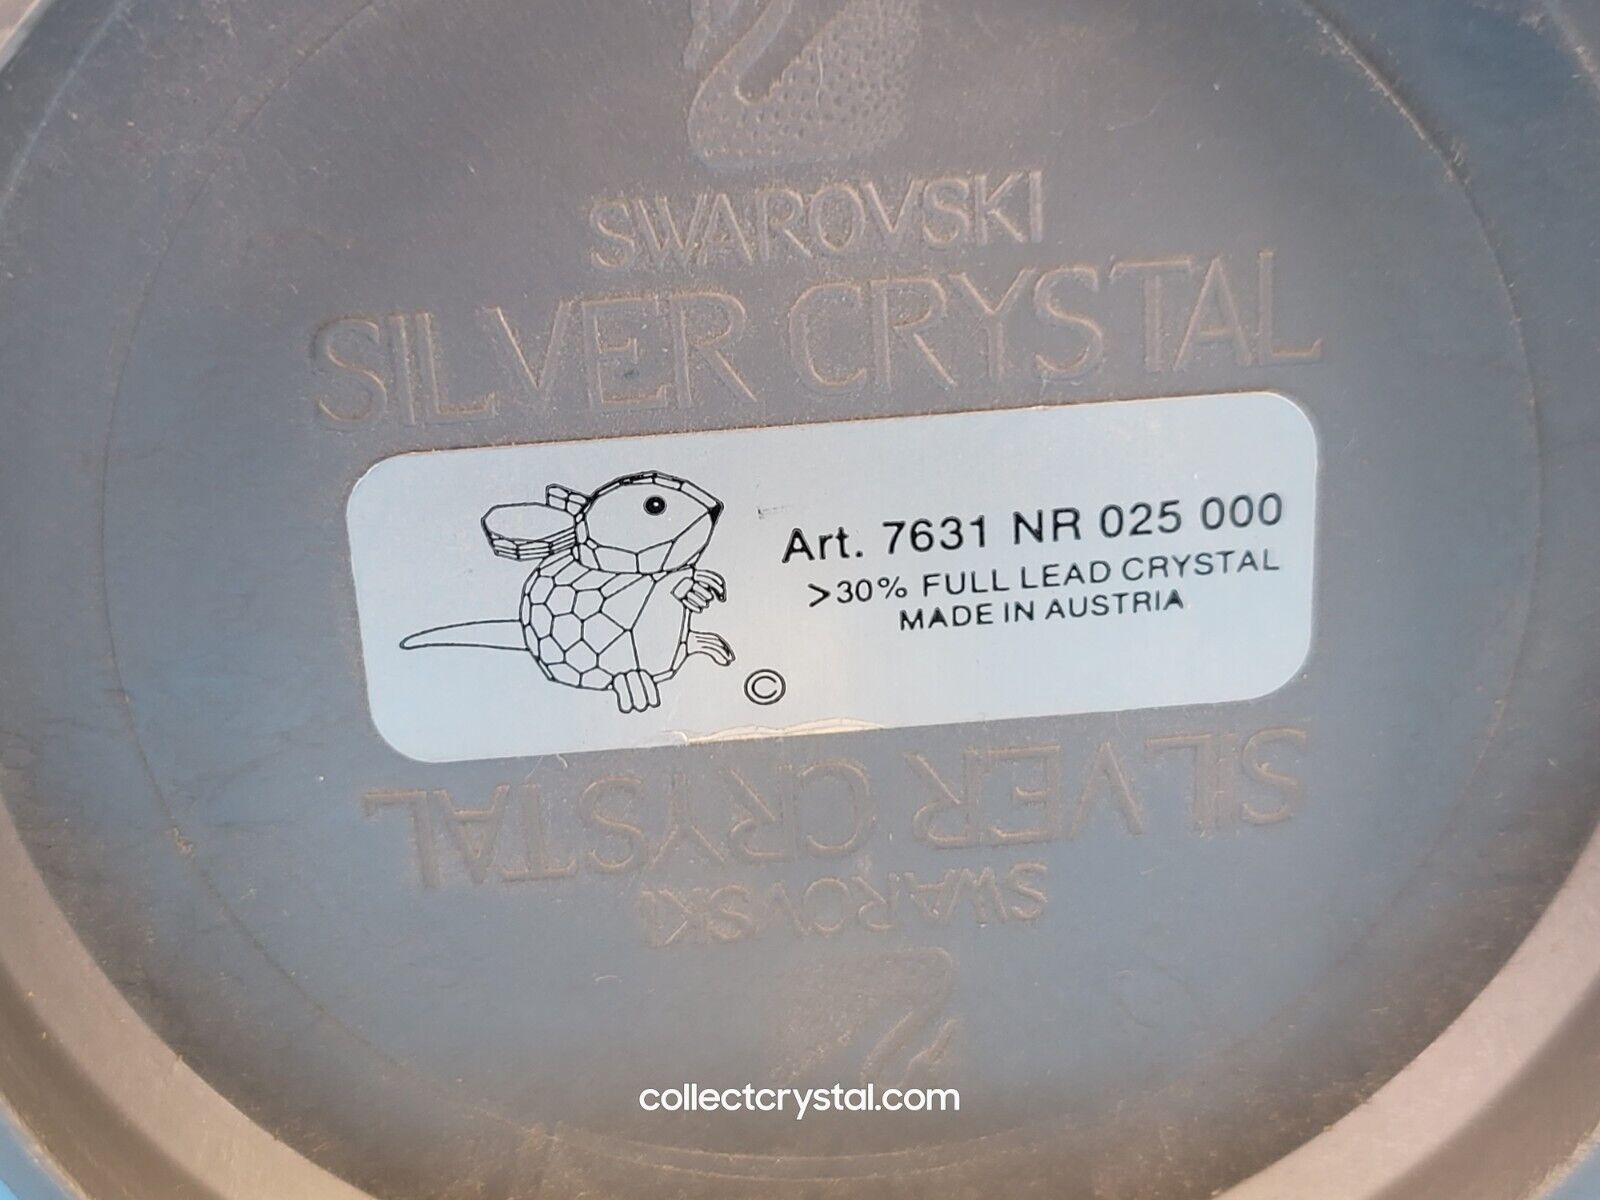 SWAROVSKI
SILVER CRYSTAL
Art. 7631 NR 025 000
>30% FULL LEAD CRYSTAL
MADE IN AUSTRIA
©
SILVER CRYSTAL
SWAROVSKI
collectcrystal.com